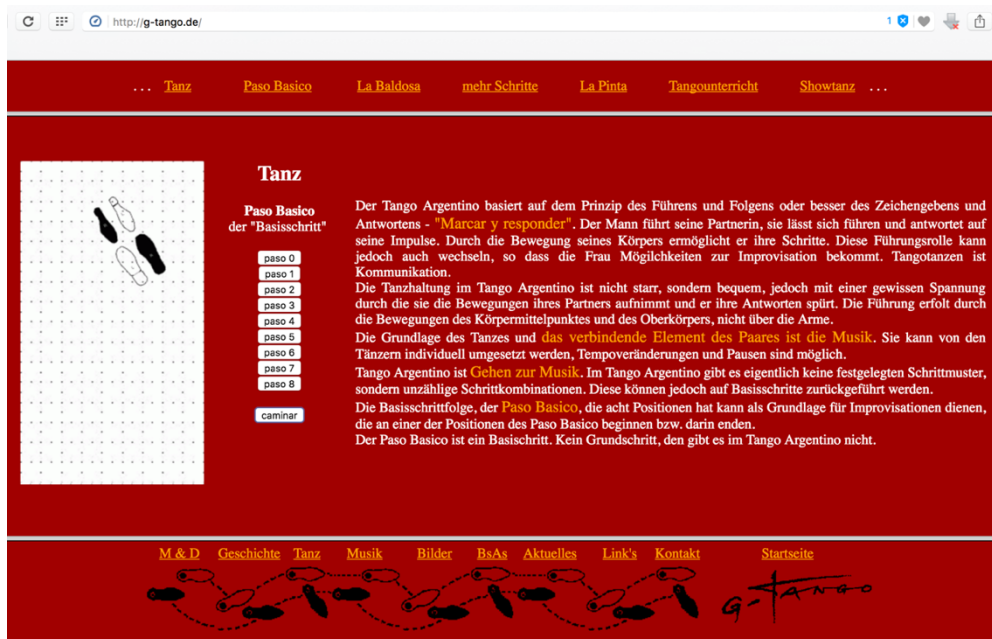 http://g-tango.de/
1
... Tanz Paso Basico La Baldosa mehr Schritte La Pinta Tangounterricht Showtanz ...
Tanz
Paso Basico
der "Basisschritt"
paso 0
paso 1
paso 2
paso 3
paso 4
paso 5
paso 6
paso 7
paso 8
caminar
Der Tango Argentino basiert auf dem Prinzip des Führens und Folgens oder besser des Zeichengebens und
Antwortens - "Marcar y responder". Der Mann führt seine Partnerin, sie lässt sich führen und antwortet auf
seine Impulse. Durch die Bewegung seines Körpers ermöglicht er ihre Schritte. Diese Führungsrolle kann
jedoch auch wechseln, so dass die Frau Mögilchkeiten zur Improvisation bekommt. Tangotanzen ist
Kommunikation.
Die Tanzhaltung im Tango Argentino ist nicht starr, sondern bequem, jedoch mit einer gewissen Spannung
durch die sie die Bewegungen ihres Partners aufnimmt und er ihre Antworten spürt. Die Führung erfolt durch
die Bewegungen des Körpermittelpunktes und des Oberkörpers, nicht über die Arme.
Die Grundlage des Tanzes und das verbindende Element des Paares ist die Musik. Sie kann von den
Tänzern individuell umgesetzt werden, Tempoveränderungen und Pausen sind möglich.
Tango Argentino ist Gehen zur Musik. Im Tango Argentino gibt es eigentlich keine festgelegten Schrittmuster,
sondern unzählige Schrittkombinationen. Diese können jedoch auf Basisschritte zurückgeführt werden.
Die Basisschrittfolge, der Paso Basico, die acht Positionen hat kann als Grundlage für Improvisationen dienen,
die an einer der Positionen des Paso Basico beginnen bzw. darin enden.
Der Paso Basico ist ein Basischritt. Kein Grundschritt, den gibt es im Tango Argentino nicht.
M & D Geschichte Tanz Musik Bilder BsAs Aktuelles Link's Kontakt Startseite
G-TANGO